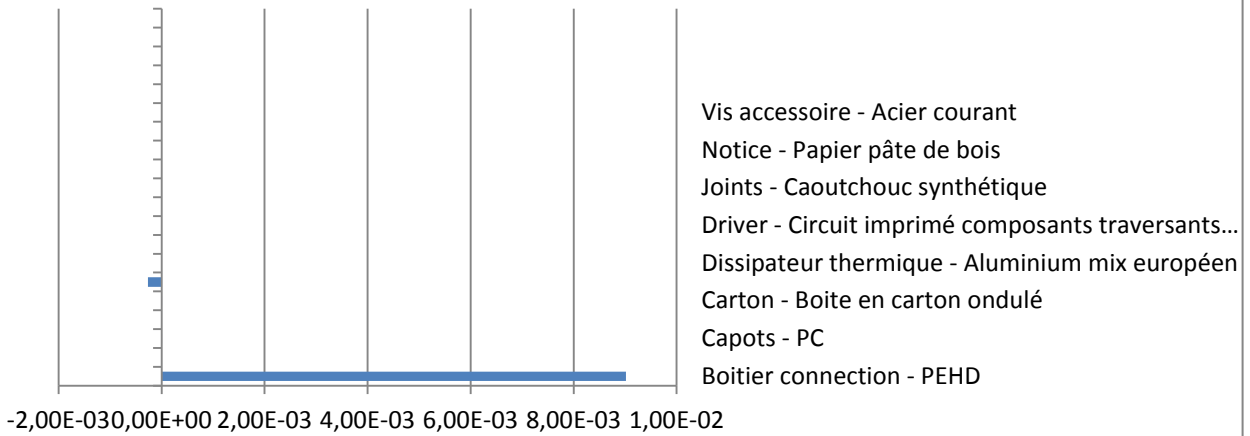 Vis accessoire - Acier courant
Notice - Papier pâte de bois
Joints - Caoutchouc synthétique
Driver - Circuit imprimé composants traversants…
Dissipateur thermique - Aluminium mix européen
Carton - Boite en carton ondulé
Capots - PC
Boitier connection - PEHD
-2,00E-03 0,00E+00 2,00E-03 4,00E-03 6,00E-03 8,00E-03 1,00E-02